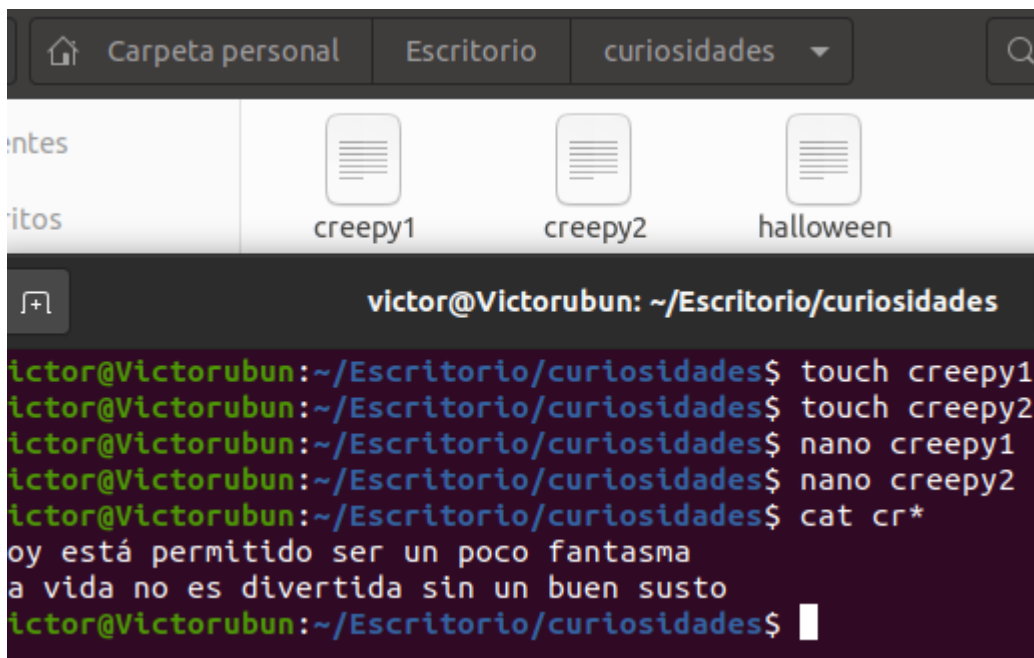 Carpeta personal Escritorio curiosidades
entes
ritos
creepy1 creepy2 halloween
victor@Victorubun: ~/Escritorio/curiosidades
ictor@Victorubun:~/Escritorio/curiosidades$ touch creepy1
ictor@Victorubun:~/Escritorio/curiosidades$ touch creepy2
ictor@Victorubun:~/Escritorio/curiosidades$ nano creepy1
ictor@Victorubun:~/Escritorio/curiosidades$ nano creepy2
ictor@Victorubun:~/Escritorio/curiosidades$ cat cr*
oy está permitido ser un poco fantasma
a vida no es divertida sin un buen susto
ictor@Victorubun:~/Escritorio/curiosidades$